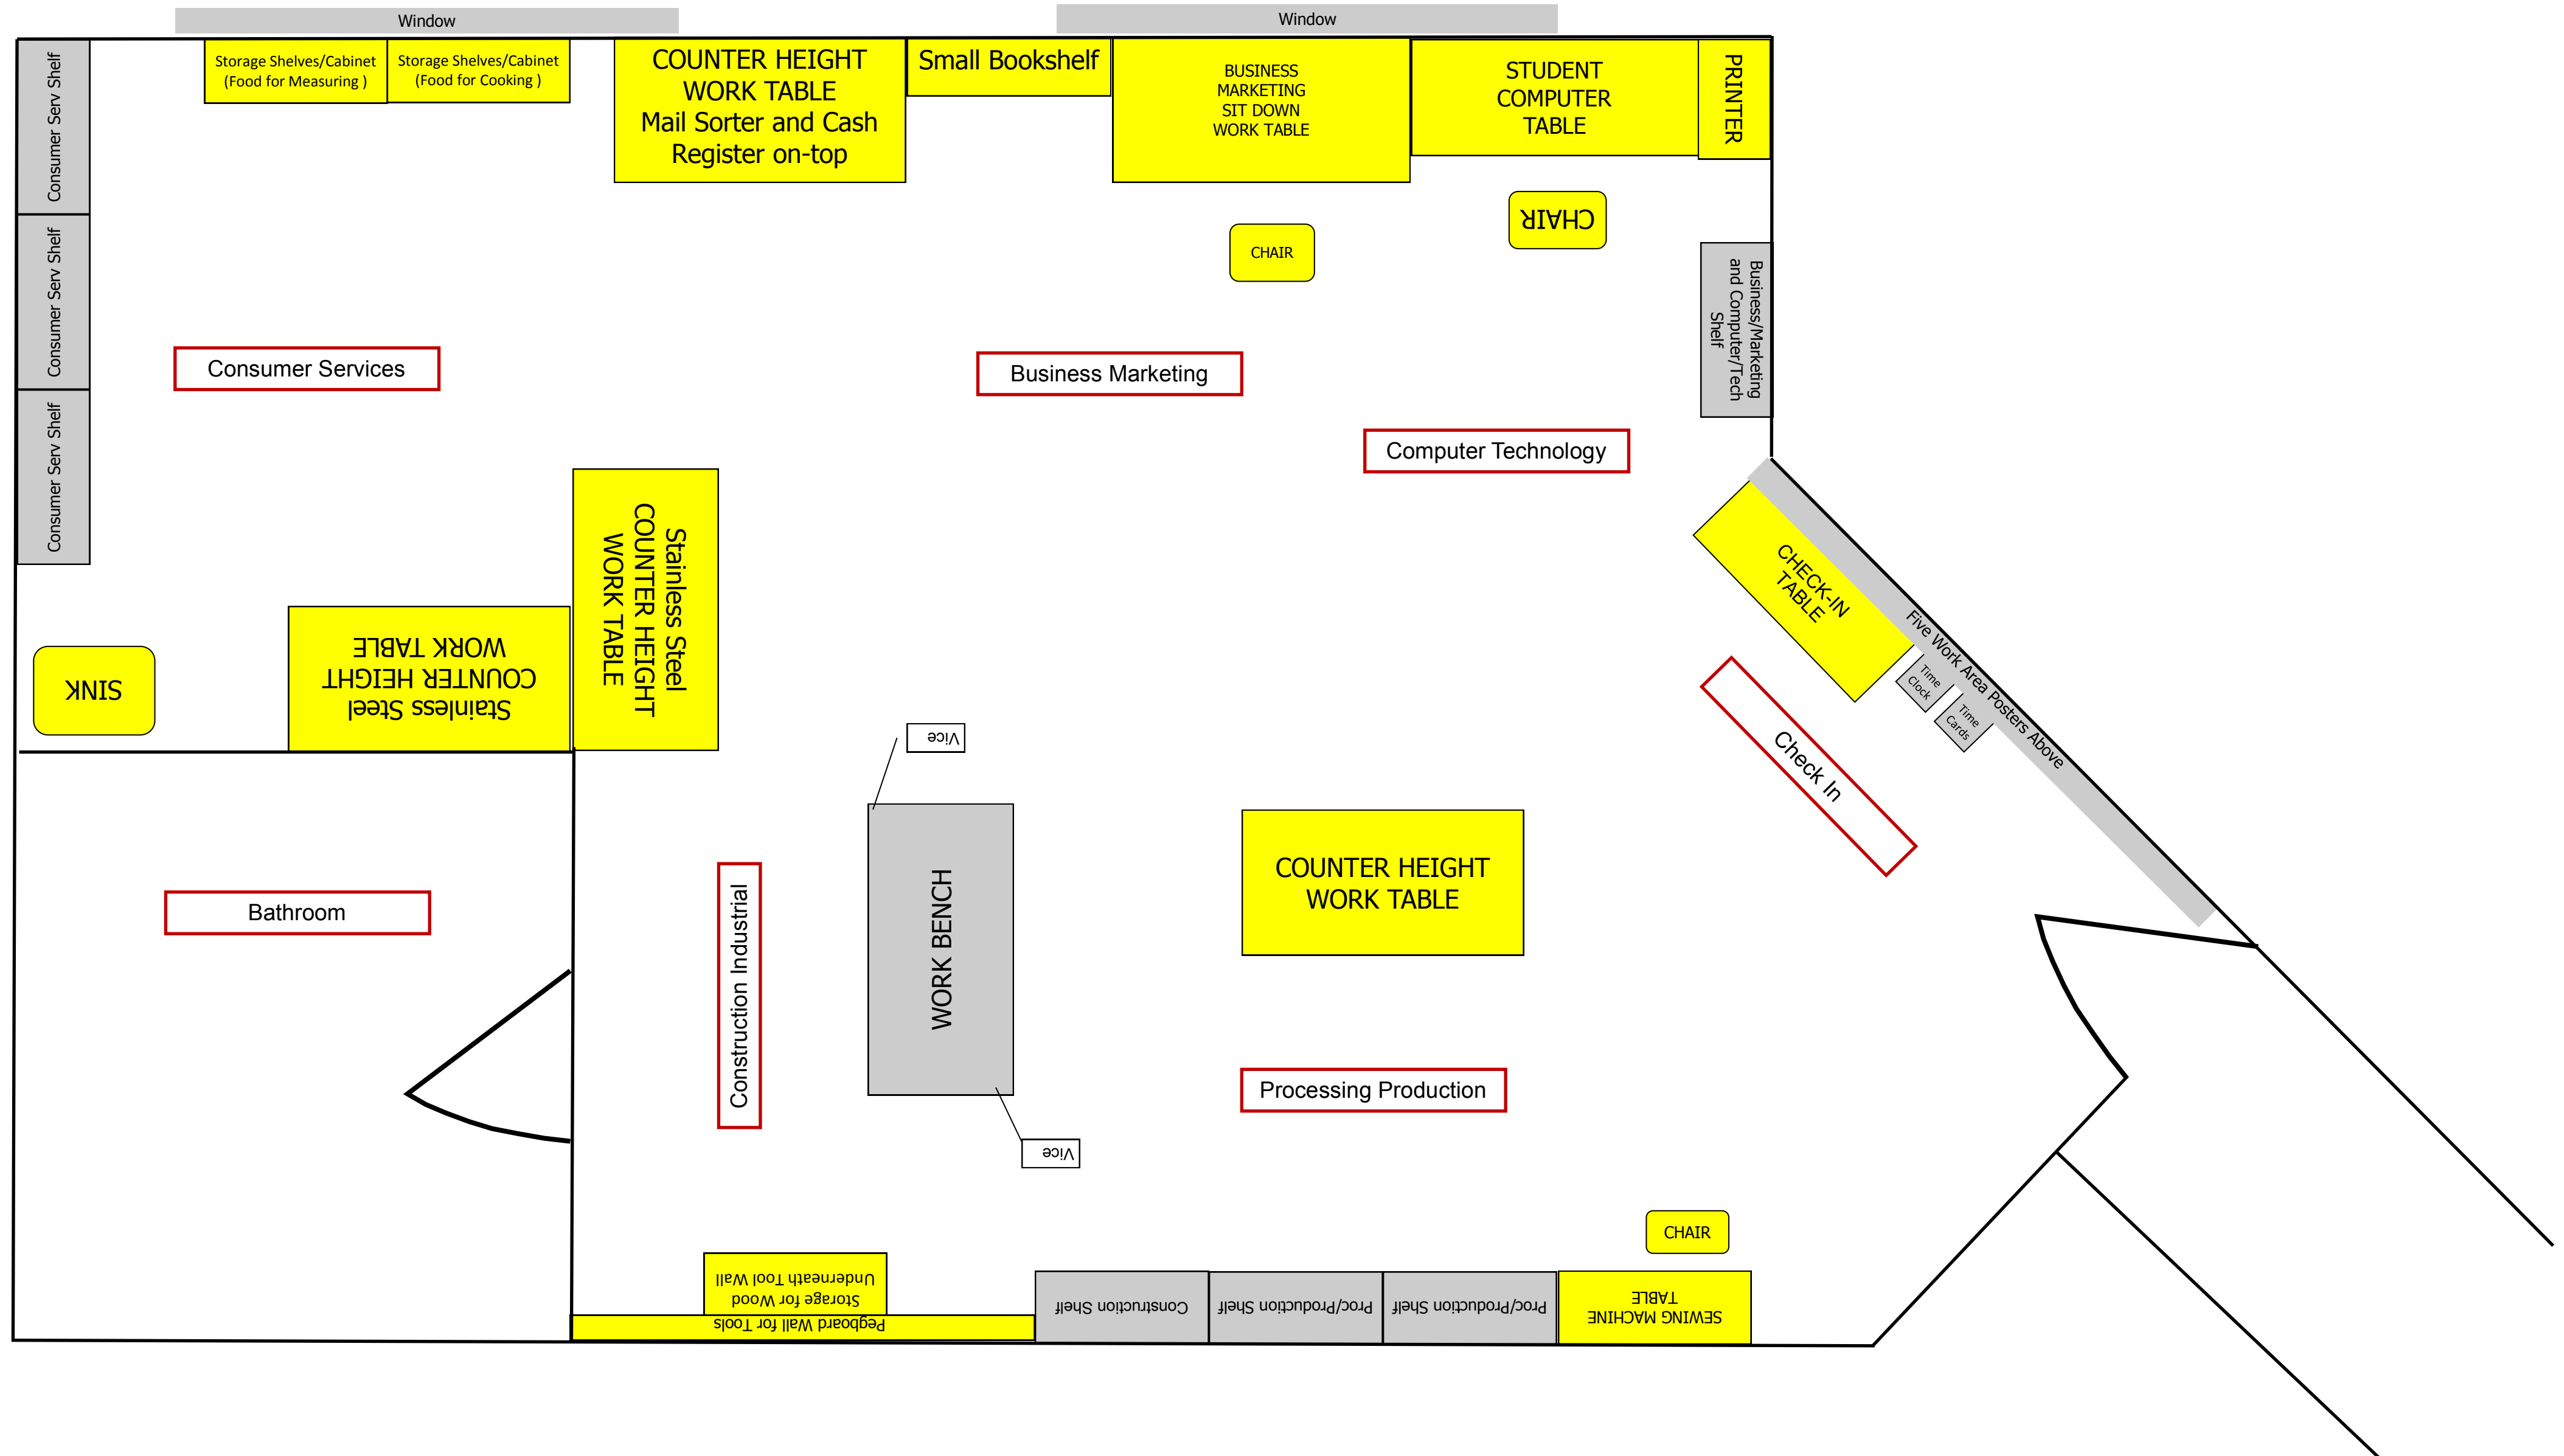 Window
Window
Consumer Serv Shelf
Storage Shelves/Cabinet
(Food for Measuring )
Storage Shelves/Cabinet
(Food for Cooking )
COUNTER HEIGHT
WORK TABLE
Mail Sorter and Cash
Register on-top
Small Bookshelf
BUSINESS
MARKETING
SIT DOWN
WORK TABLE
STUDENT
COMPUTER
TABLE
PRINTER
CHAIR
CHAIR
Consumer Serv Shelf
Business/Marketing
and Computer/Tech
Shelf
Consumer Services
Business Marketing
Computer Technology
Consumer Serv Shelf
Stainless Steel
COUNTER HEIGHT
WORK TABLE
CHECK-IN
TABLE
Five Work Area Posters Above
Time
Clock
Time
Cards
SINK
Stainless Steel
COUNTER HEIGHT
WORK TABLE
Vice
Check In
COUNTER HEIGHT
WORK TABLE
Bathroom
Construction Industrial
WORK BENCH
Processing Production
Vice
CHAIR
Storage for Wood
Underneath Tool Wall
Pegboard Wall for Tools
Construction Shelf
Proc/Production Shelf
Proc/Production Shelf
SEWING MACHINE
TABLE